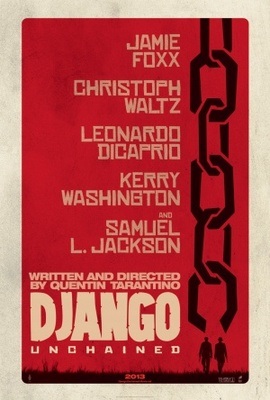 JAMIE
FOXX
CHRISTOPH
WALTZ
LEONARDO
DICAPRIO
KERRY
WASHINGTON
AND
SAMUEL
L. JACKSON
WRITTEN AND DIRECTED
BY QUENTIN TARANTINO
DJANGO
UNCHAINED
2013